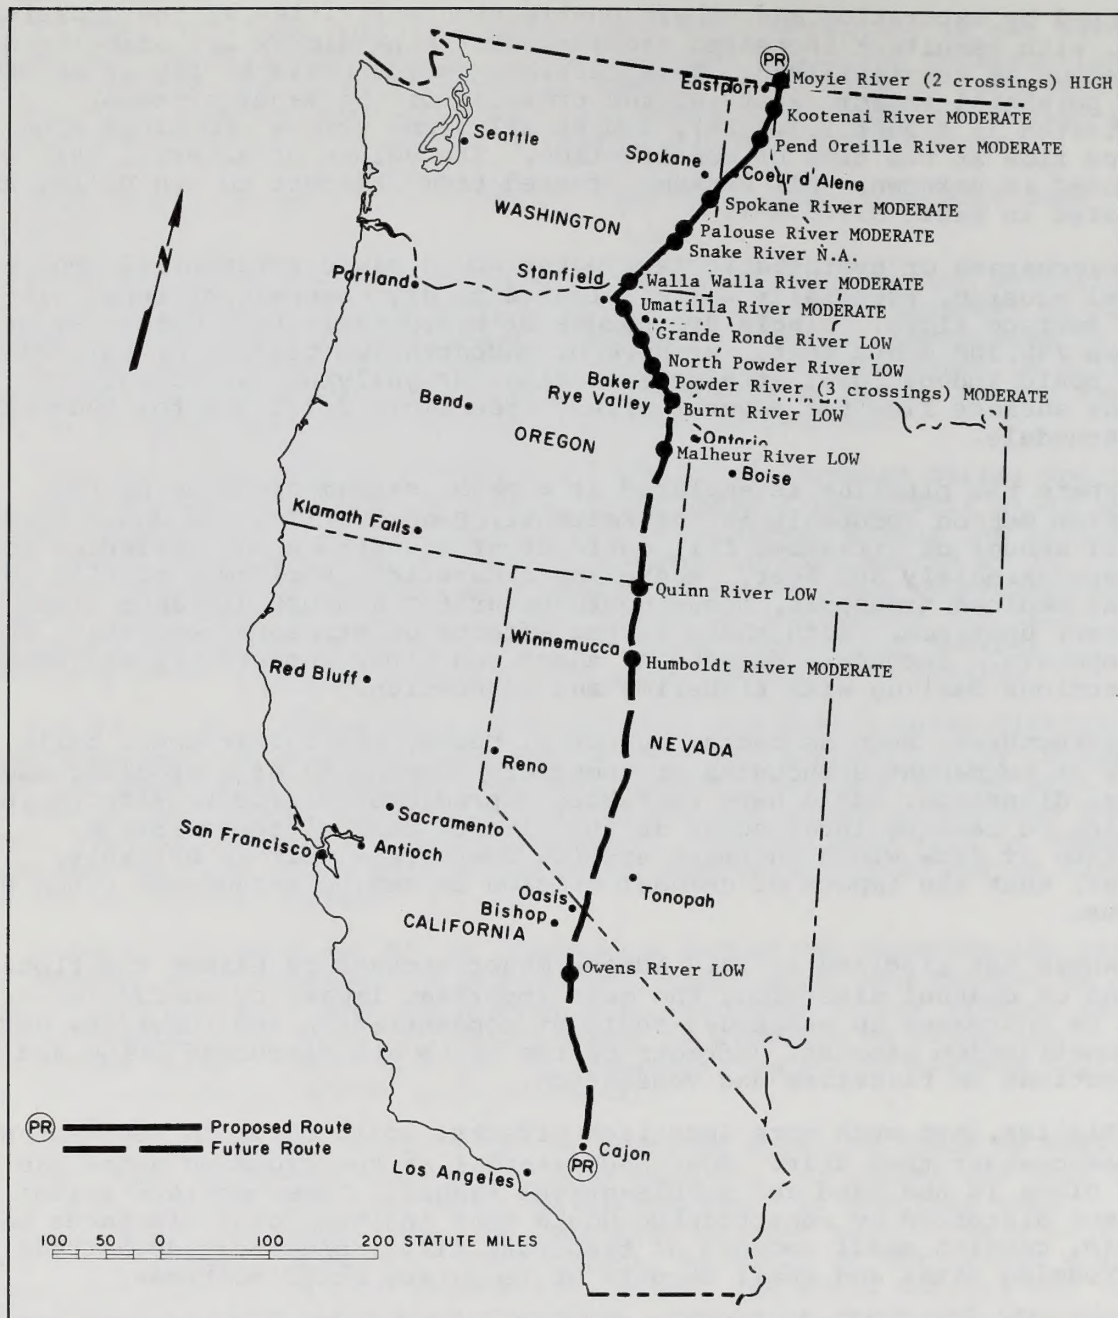 PR
Moyie River (2 crossings) HIGH
Eastport
Kootenai River MODERATE
Pend Oreille River MODERATE
Seattle
Spokane
Coeur d'Alene
Spokane River MODERATE
WASHINGTON
Palouse River MODERATE
Snake River N.A.
N
Stanfield
Walla Walla River MODERATE
Portland
Umatilla River MODERATE
Grande Ronde River LOW
North Powder River LOW
Baker
Powder River (3 crossings) MODERATE
Rye Valley
Burnt River LOW
Bend
OREGON
Ontario
Malheur River LOW
Boise
Klamath Falls
Quinn River LOW
Winnemucca
Humboldt River MODERATE
Red Bluff
NEVADA
Reno
Sacramento
San Francisco
Antioch
Tonopah
Oasis
Bishop
CALIFORNIA
Owens River LOW
PR Proposed Route
Future Route
Cajon
PR
Los Angeles
100 50 0 100 200 STATUTE MILES